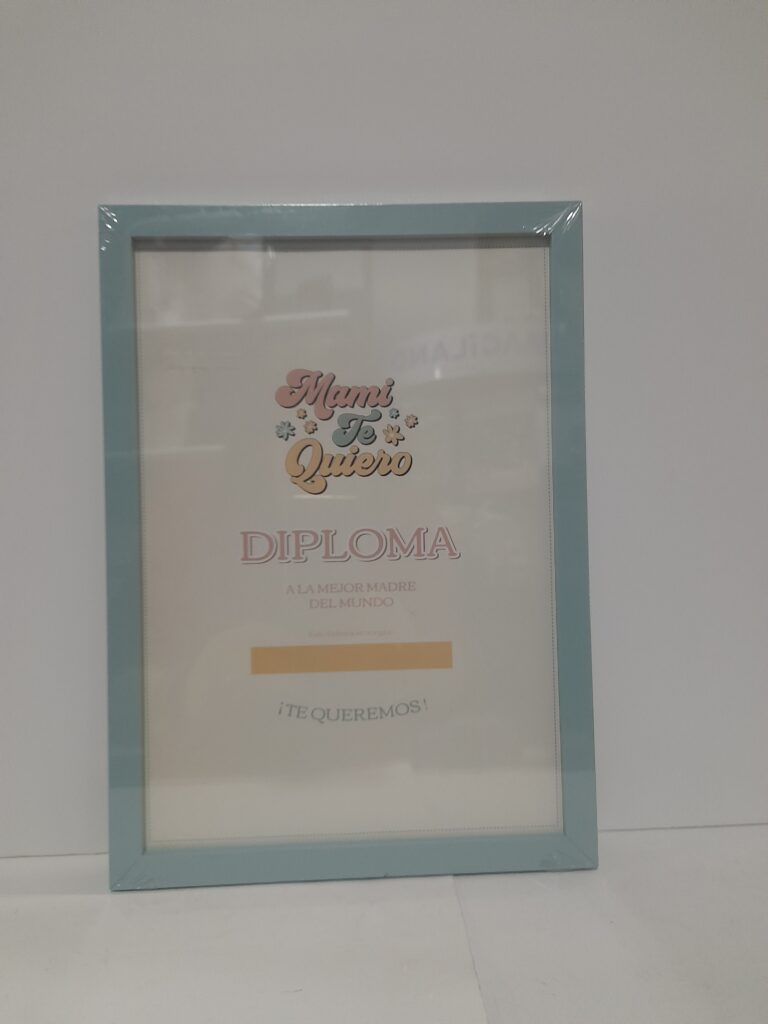 Mami
Te
Quiero
DIPLOMA
A LA MEJOR MADRE
DEL MUNDO
¡TE QUEREMOS!